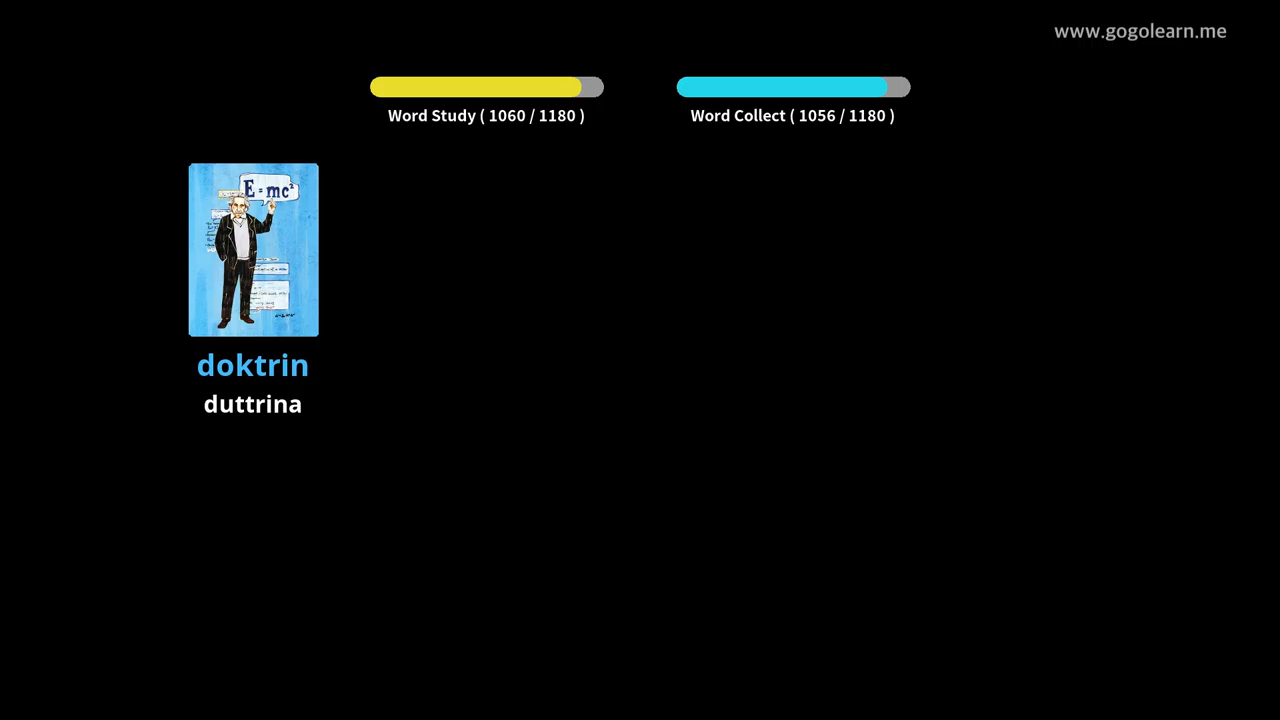 www.gogolearn.me
Word Study ( 1060 / 1180 )
Word Collect ( 1056 / 1180 )
E = mc²
doktrin
duttrina